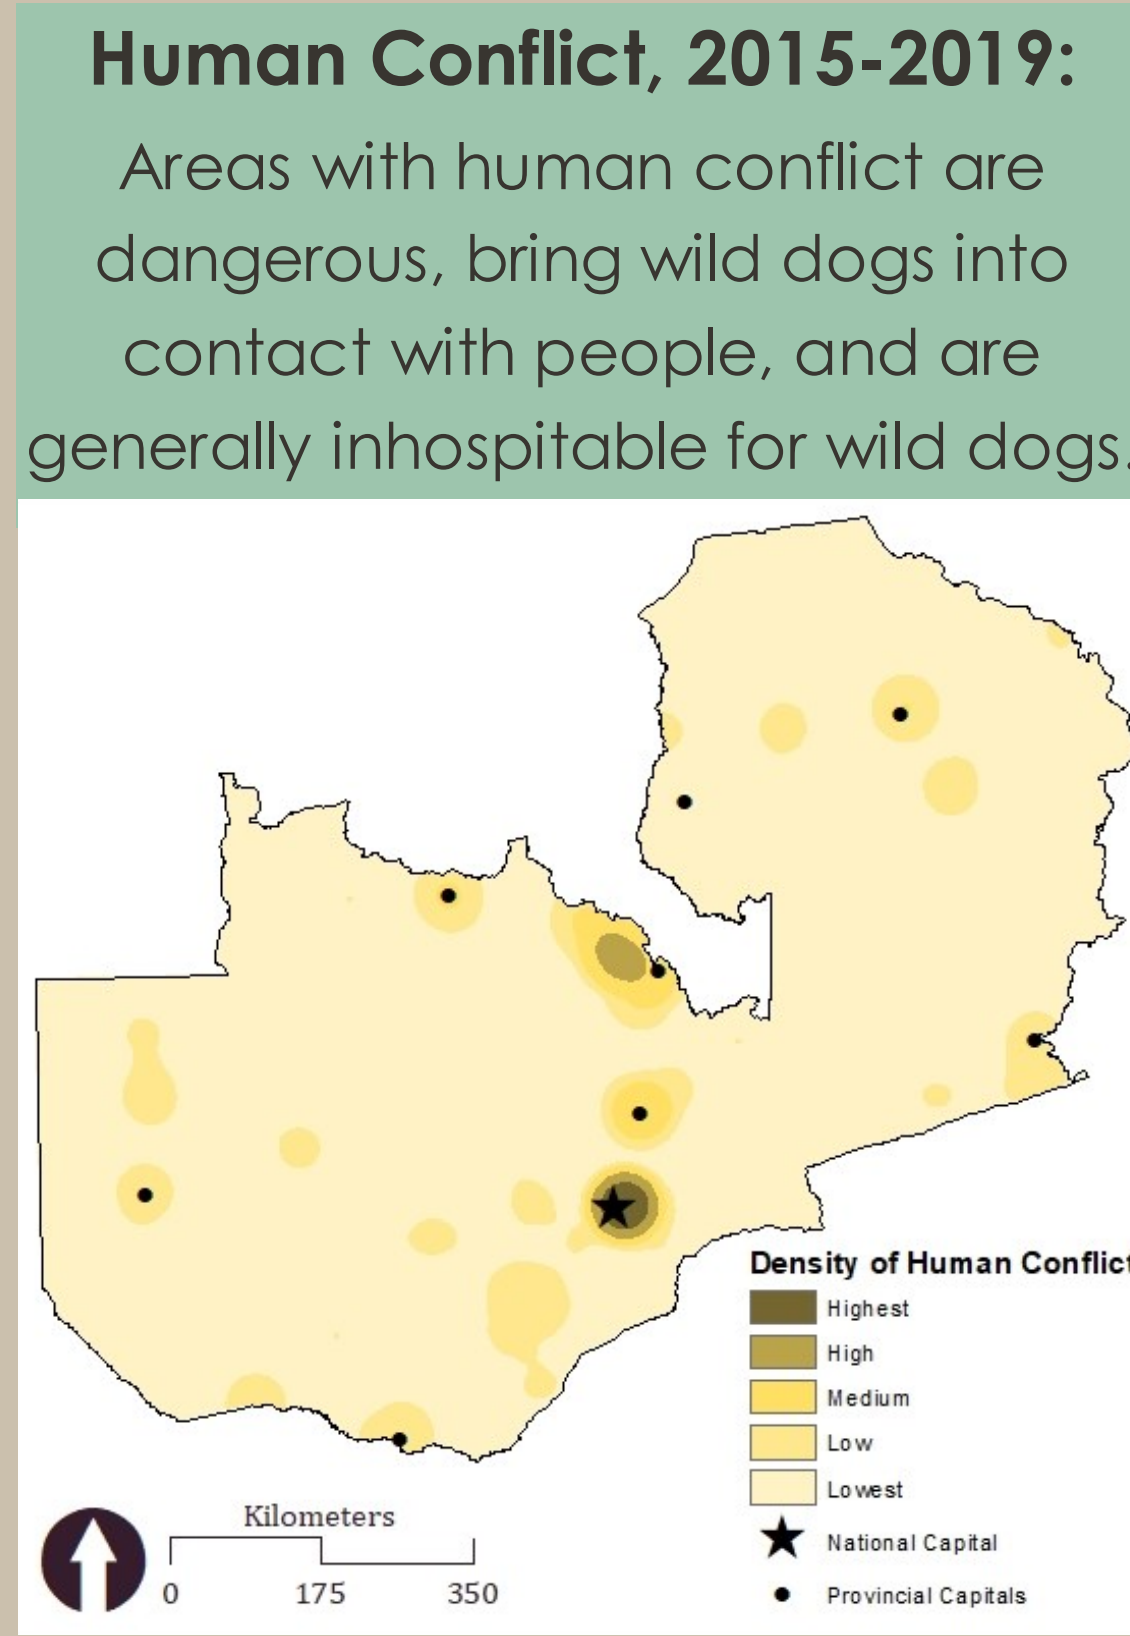 Human Conflict, 2015-2019:
Areas with human conflict are
dangerous, bring wild dogs into
contact with people, and are
generally inhospitable for wild dogs.
Density of Human Conflict
Highest
High
Medium
Low
Lowest
National Capital
Provincial Capitals
Kilometers
0 175 350